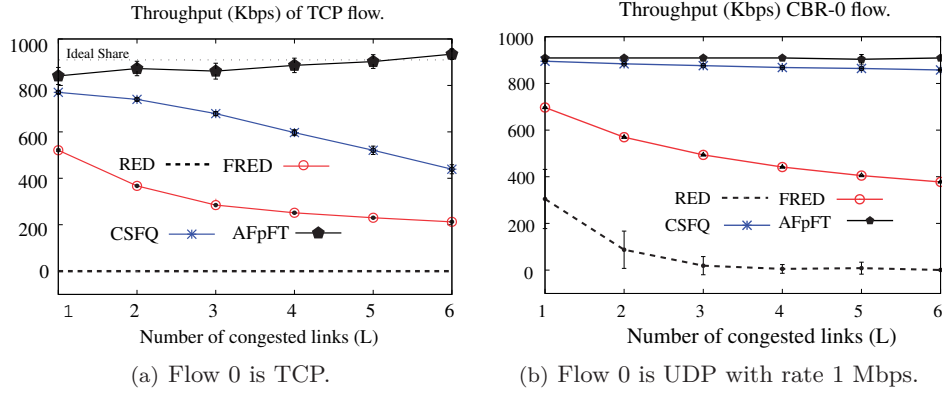 Throughput (Kbps) of TCP flow.
1000
800
600
400
200
0
Ideal Share
RED
FRED
CSFQ
AFpFT
1 2 3 4 5 6
Number of congested links (L)
(a) Flow 0 is TCP.
Throughput (Kbps) CBR-0 flow.
1000
800
600
400
200
0
RED
FRED
CSFQ
AFpFT
1 2 3 4 5 6
Number of congested links (L)
(b) Flow 0 is UDP with rate 1 Mbps.